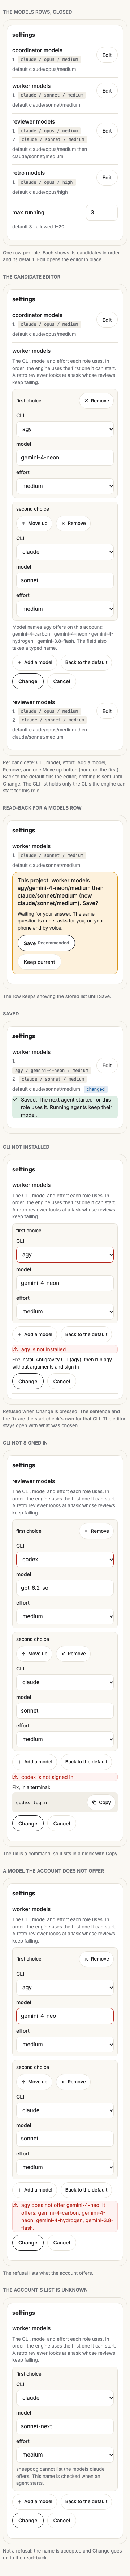 THE MODELS ROWS, CLOSED
settings
coordinator models
1. claude / opus / medium
default claude/opus/medium
Edit
worker models
1. claude / sonnet / medium
default claude/sonnet/medium
Edit
reviewer models
1. claude / opus / medium
2. claude / sonnet / medium
default claude/opus/medium then
claude/sonnet/medium
Edit
retro models
1. claude / opus / high
default claude/opus/high
Edit
max running
3
default 3 · allowed 1–20
One row per role. Each shows its candidates in order
and its default. Edit opens the editor in place.
THE CANDIDATE EDITOR
settings
coordinator models
1. claude / opus / medium
default claude/opus/medium
Edit
worker models
The CLI, model and effort each role uses. In
order: the engine uses the first one it can start.
A retro reviewer looks at a task whose reviews
keep failing.
first choice
Remove
CLI
agy
model
gemini-4-neon
effort
medium
second choice
Move up
Remove
CLI
claude
model
sonnet
effort
medium
Model names agy offers on this account:
gemini-4-carbon · gemini-4-neon · gemini-4-
hydrogen · gemini-3.8-flash. The field also
takes a typed name.
Add a model
Back to the default
Change
Cancel
reviewer models
1. claude / opus / medium
2. claude / sonnet / medium
default claude/opus/medium then
claude/sonnet/medium
Edit
Per candidate: CLI, model, effort. Add a model,
Remove, and one Move up button (none on the first).
Back to the default fills the editor; nothing is saved until
Change. The CLI list holds only the CLIs the engine can
start for this role.
READ-BACK FOR A MODELS ROW
settings
worker models
1. claude / sonnet / medium
default claude/sonnet/medium
This project: worker models
agy/gemini-4-neon/medium then
claude/sonnet/medium (now
claude/sonnet/medium). Save?
Waiting for your answer. The same
question is under asks for you, on your
phone and by voice.
Save Recommended
Keep current
The row keeps showing the stored list until Save.
SAVED
settings
worker models
1.
agy / gemini-4-neon / medium
2. claude / sonnet / medium
default claude/sonnet/medium changed
Edit
Saved. The next agent started for this
role uses it. Running agents keep their
model.
CLI NOT INSTALLED
settings
worker models
The CLI, model and effort each role uses. In
order: the engine uses the first one it can start.
A retro reviewer looks at a task whose reviews
keep failing.
first choice
CLI
agy
model
gemini-4-neon
effort
medium
Add a model
Back to the default
agy is not installed
Fix: install Antigravity CLI (agy), then run agy
without arguments and sign in
Change
Cancel
Refused when Change is pressed. The sentence and
the fix are the start check's own for that CLI. The editor
stays open with what was chosen.
CLI NOT SIGNED IN
settings
reviewer models
The CLI, model and effort each role uses. In
order: the engine uses the first one it can start.
A retro reviewer looks at a task whose reviews
keep failing.
first choice
Remove
CLI
codex
model
gpt-6.2-sol
effort
medium
second choice
Move up
Remove
CLI
claude
model
sonnet
effort
medium
Add a model
Back to the default
codex is not signed in
Fix, in a terminal:
codex login
Copy
Change
Cancel
The fix is a command, so it sits in a block with Copy.
A MODEL THE ACCOUNT DOES NOT OFFER
settings
worker models
The CLI, model and effort each role uses. In
order: the engine uses the first one it can start.
A retro reviewer looks at a task whose reviews
keep failing.
first choice
Remove
CLI
agy
model
gemini-4-neo
effort
medium
second choice
Move up
Remove
CLI
claude
model
sonnet
effort
medium
Add a model
Back to the default
agy does not offer gemini-4-neo. It
offers: gemini-4-carbon, gemini-4-
neon, gemini-4-hydrogen, gemini-3.8-
flash.
Change
Cancel
The refusal lists what the account offers.
THE ACCOUNT'S LIST IS UNKNOWN
settings
worker models
The CLI, model and effort each role uses. In
order: the engine uses the first one it can start.
A retro reviewer looks at a task whose reviews
keep failing.
first choice
CLI
claude
model
sonnet-next
effort
medium
sheepdog cannot list the models claude
offers. This name is checked when an
agent starts.
Add a model
Back to the default
Change
Cancel
Not a refusal: the name is accepted and Change goes
on to the read-back.